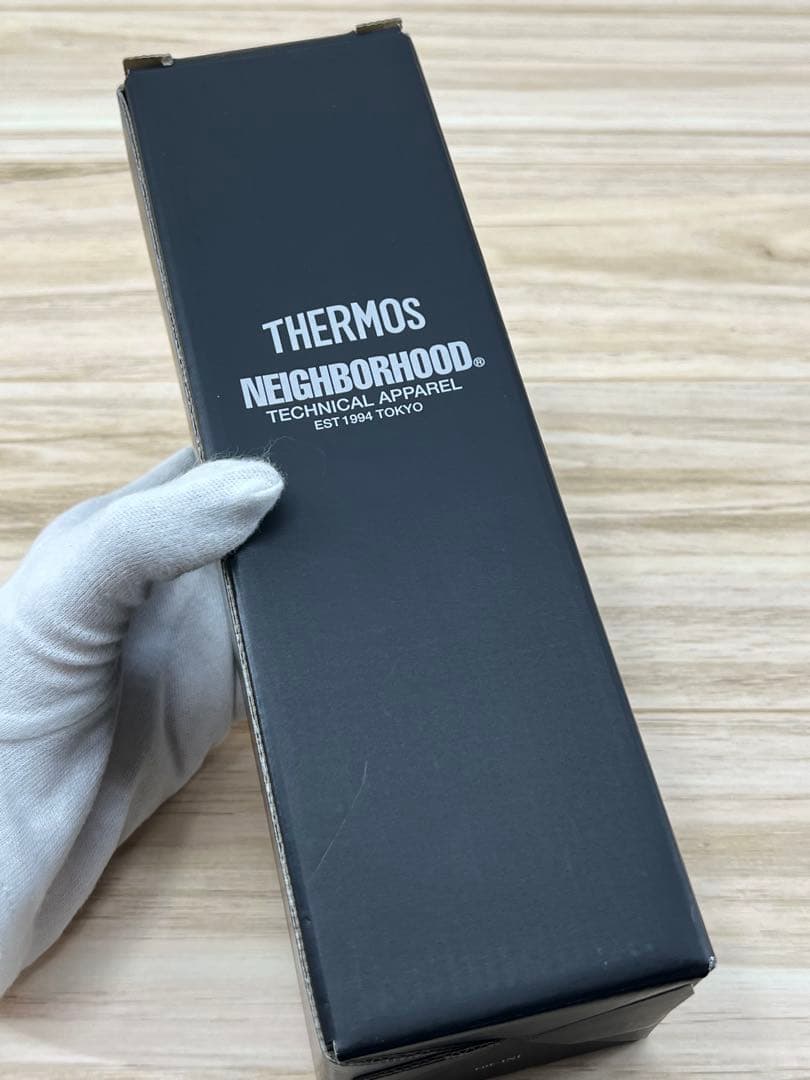 THERMOS
NEIGHBORHOOD®
TECHNICAL APPAREL
EST 1994 TOKYO